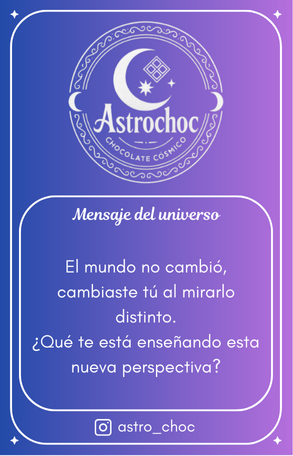 Astrochoc
CHOCOLATE CÓSMICO
Mensaje del universo
El mundo no cambió,
cambiaste tú al mirarlo
distinto.
¿Qué te está enseñando esta
nueva perspectiva?
astro_choc